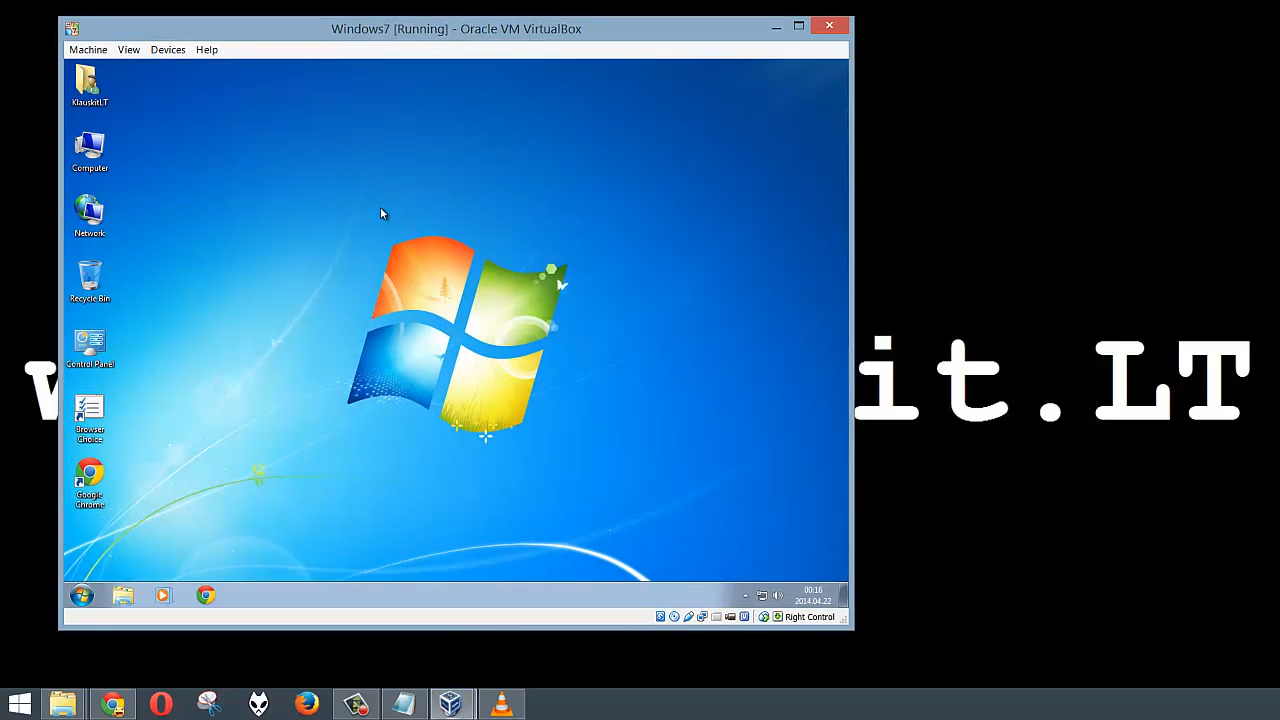 Windows7 [Running] - Oracle VM VirtualBox
Machine View Devices Help
KlauskitLT
Computer
Network
Recycle Bin
Control Panel
Browser
Choice
Google
Chrome
it.LT
00:16
2014.04.22
Right Control